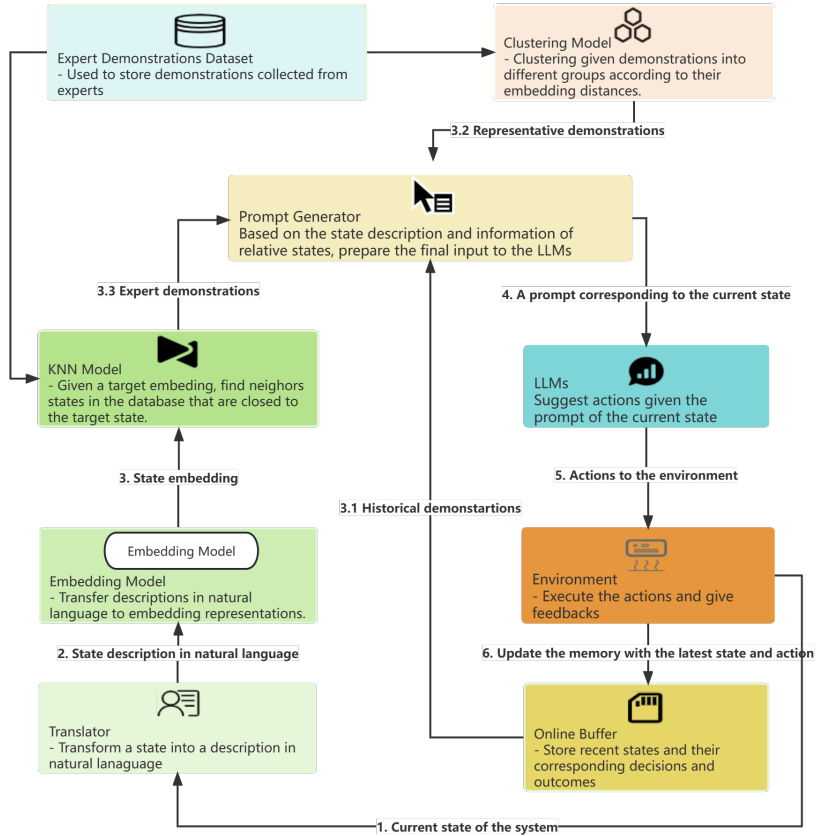 Expert Demonstrations Dataset
- Used to store demonstrations collected from
experts
Clustering Model
- Clustering given demonstrations into
different groups according to their
embedding distances.
3.2 Representative demonstrations
Prompt Generator
Based on the state description and information of
relative states, prepare the final input to the LLMs
3.3 Expert demonstrations
4. A prompt corresponding to the current state
KNN Model
- Given a target embeding, find neighors
states in the database that are closed to
the target state.
LLMs
Suggest actions given the
prompt of the current state
3. State embedding
5. Actions to the environment
3.1 Historical demonstartions
Embedding Model
Embedding Model
- Transfer descriptions in natural
language to embedding representations.
Environment
- Execute the actions and give
feedbacks
2. State description in natural language
6. Update the memory with the latest state and action
Translator
- Transform a state into a description in
natural lanaguage
Online Buffer
- Store recent states and their
corresponding decisions and
outcomes
1. Current state of the system